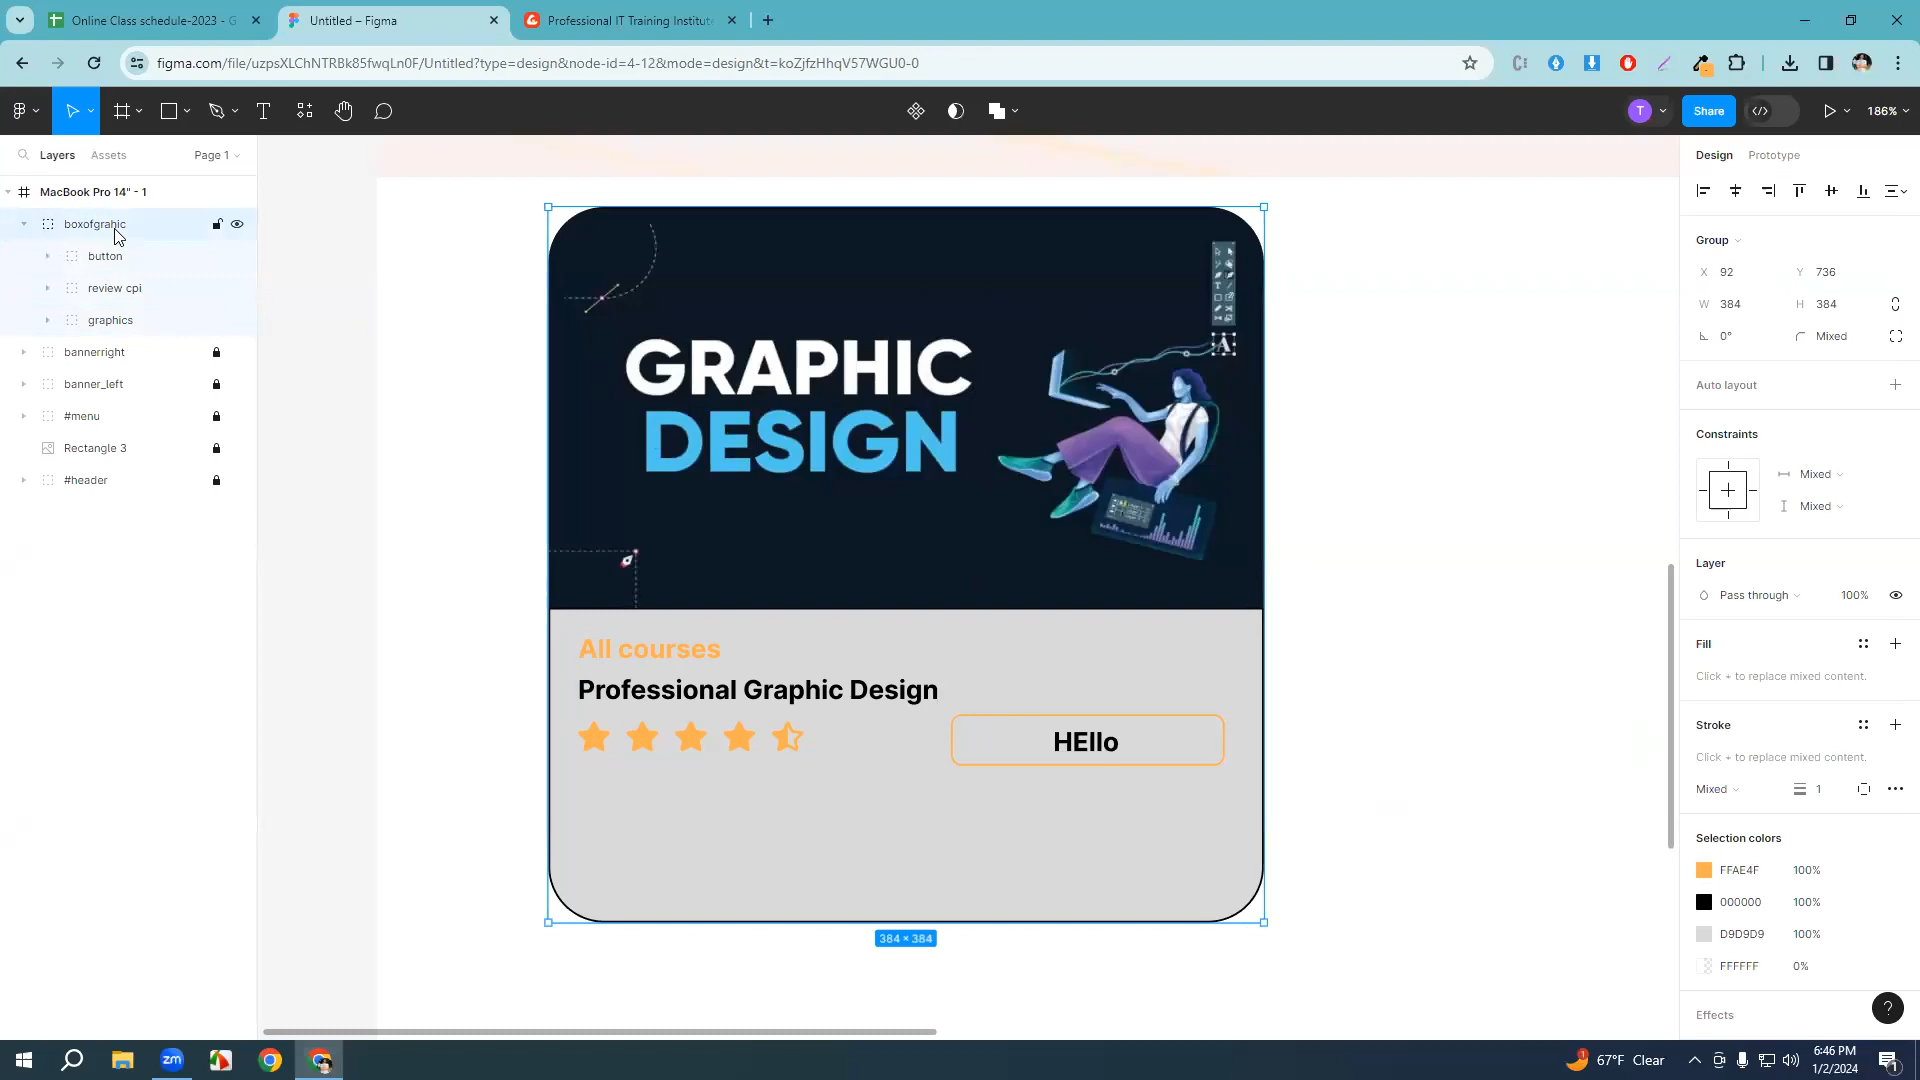 Online Class schedule-2023 - G
Untitled – Figma
Professional IT Training Institute
figma.com/file/uzpsXLChNTRBk85fwqLn0F/Untitled?type=design&node-id=4-12&mode=design&t=koZjfzHhqV57WGU0-0
T
Share
186%
Layers
Assets
Page 1
Design
Prototype
MacBook Pro 14" - 1
boxofgrahic
button
review cpi
graphics
bannerright
banner_left
#menu
Rectangle 3
#header
GRAPHIC
DESIGN
A
All courses
Professional Graphic Design
HEllo
384 × 384
Group
X 92
Y 736
W 384
H 384
0°
Mixed
Auto layout
Constraints
Mixed
Mixed
Layer
Pass through
100%
Fill
Click + to replace mixed content.
Stroke
Click + to replace mixed content.
Mixed
1
Selection colors
FFAE4F 100%
000000 100%
D9D9D9 100%
FFFFFF 0%
Effects
?
zm
67°F Clear
6:46 PM
1/2/2024
1